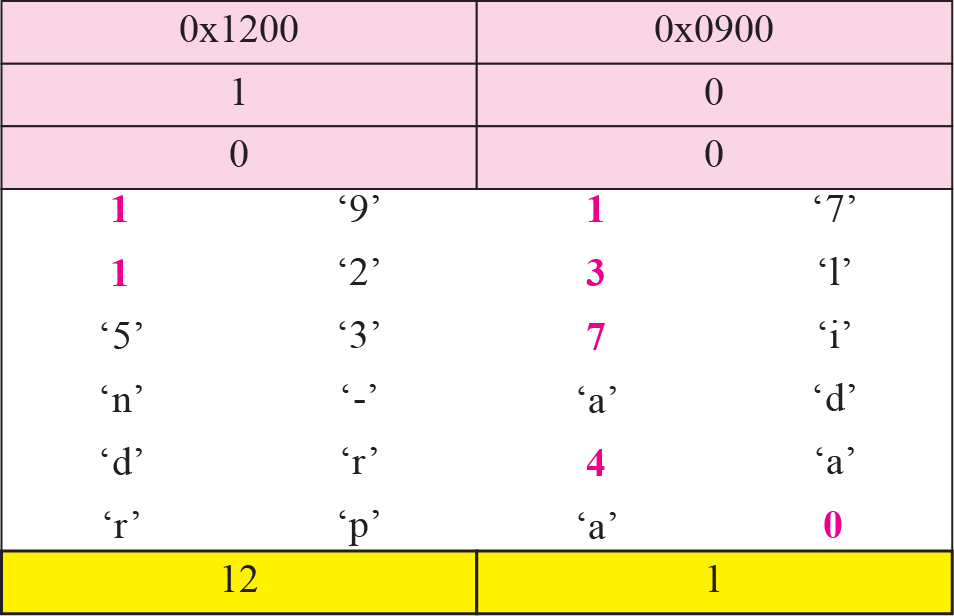 0x1200 0x0900
1 0
0 0
1 ‘9’ 1 ‘7’
1 ‘2’ 3 ‘l’
‘5’ ‘3’ 7 ‘i’
‘n’ ‘-’ ‘a’ ‘d’
‘d’ ‘r’ 4 ‘a’
‘r’ ‘p’ ‘a’ 0
12 1